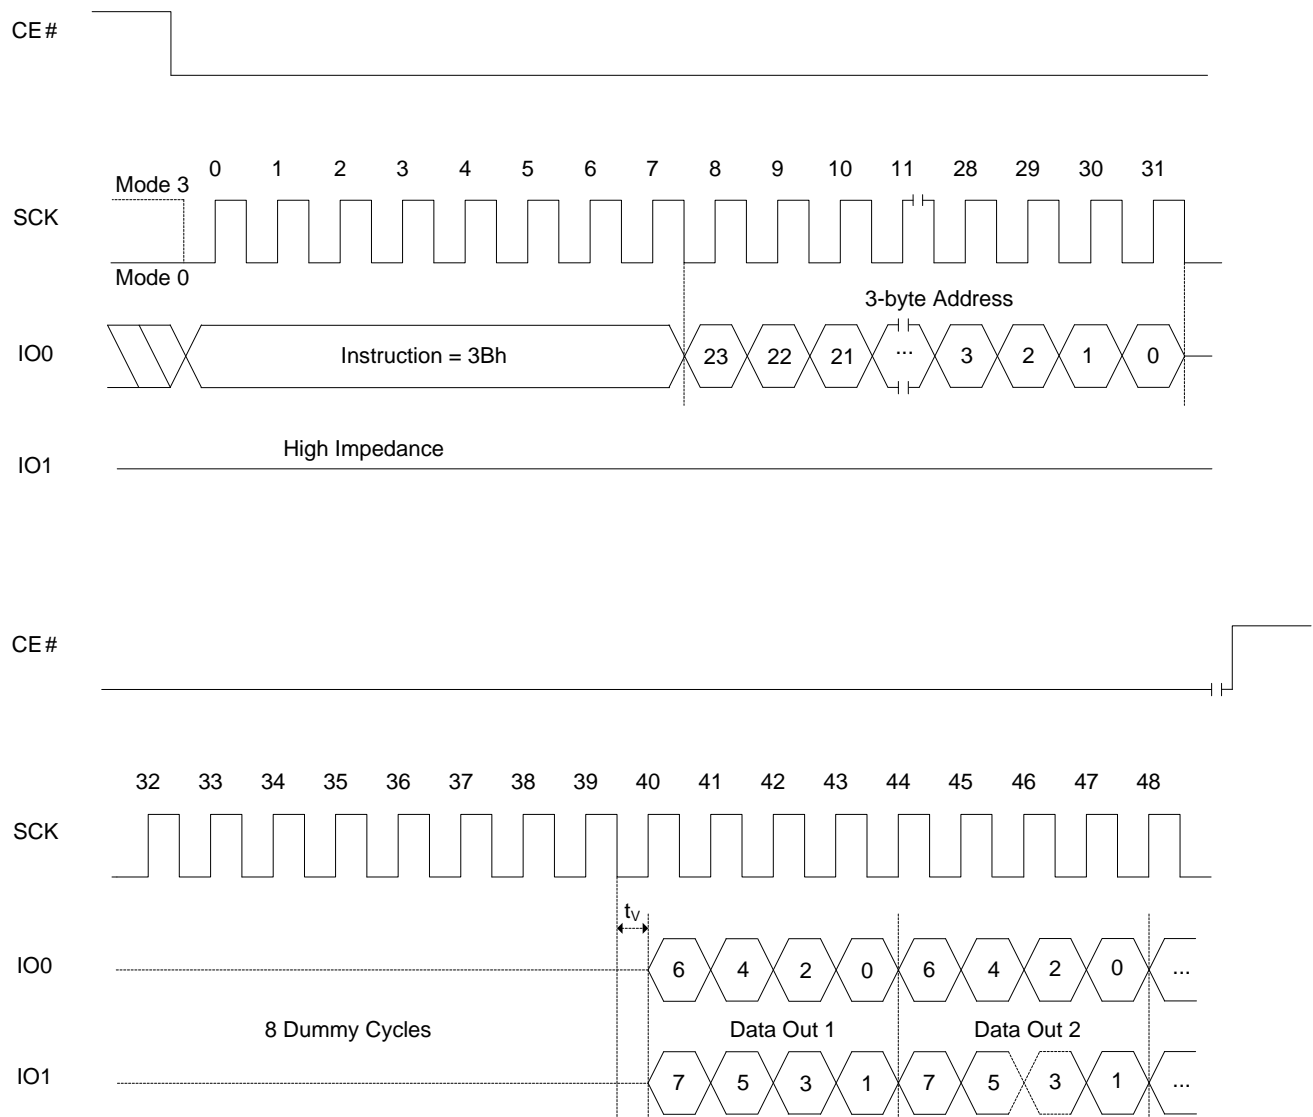 CE#
0 1 2 3 4 5 6 7 8 9 10 11 28 29 30 31
Mode 3
SCK
Mode 0
3-byte Address
IO0 Instruction = 3Bh 23 22 21 ... 3 2 1 0
High Impedance
IO1
CE#
32 33 34 35 36 37 38 39 40 41 42 43 44 45 46 47 48
SCK
tV
IO0 6 4 2 0 6 4 2 0 ...
8 Dummy Cycles Data Out 1 Data Out 2
IO1 7 5 3 1 7 5 3 1 ...